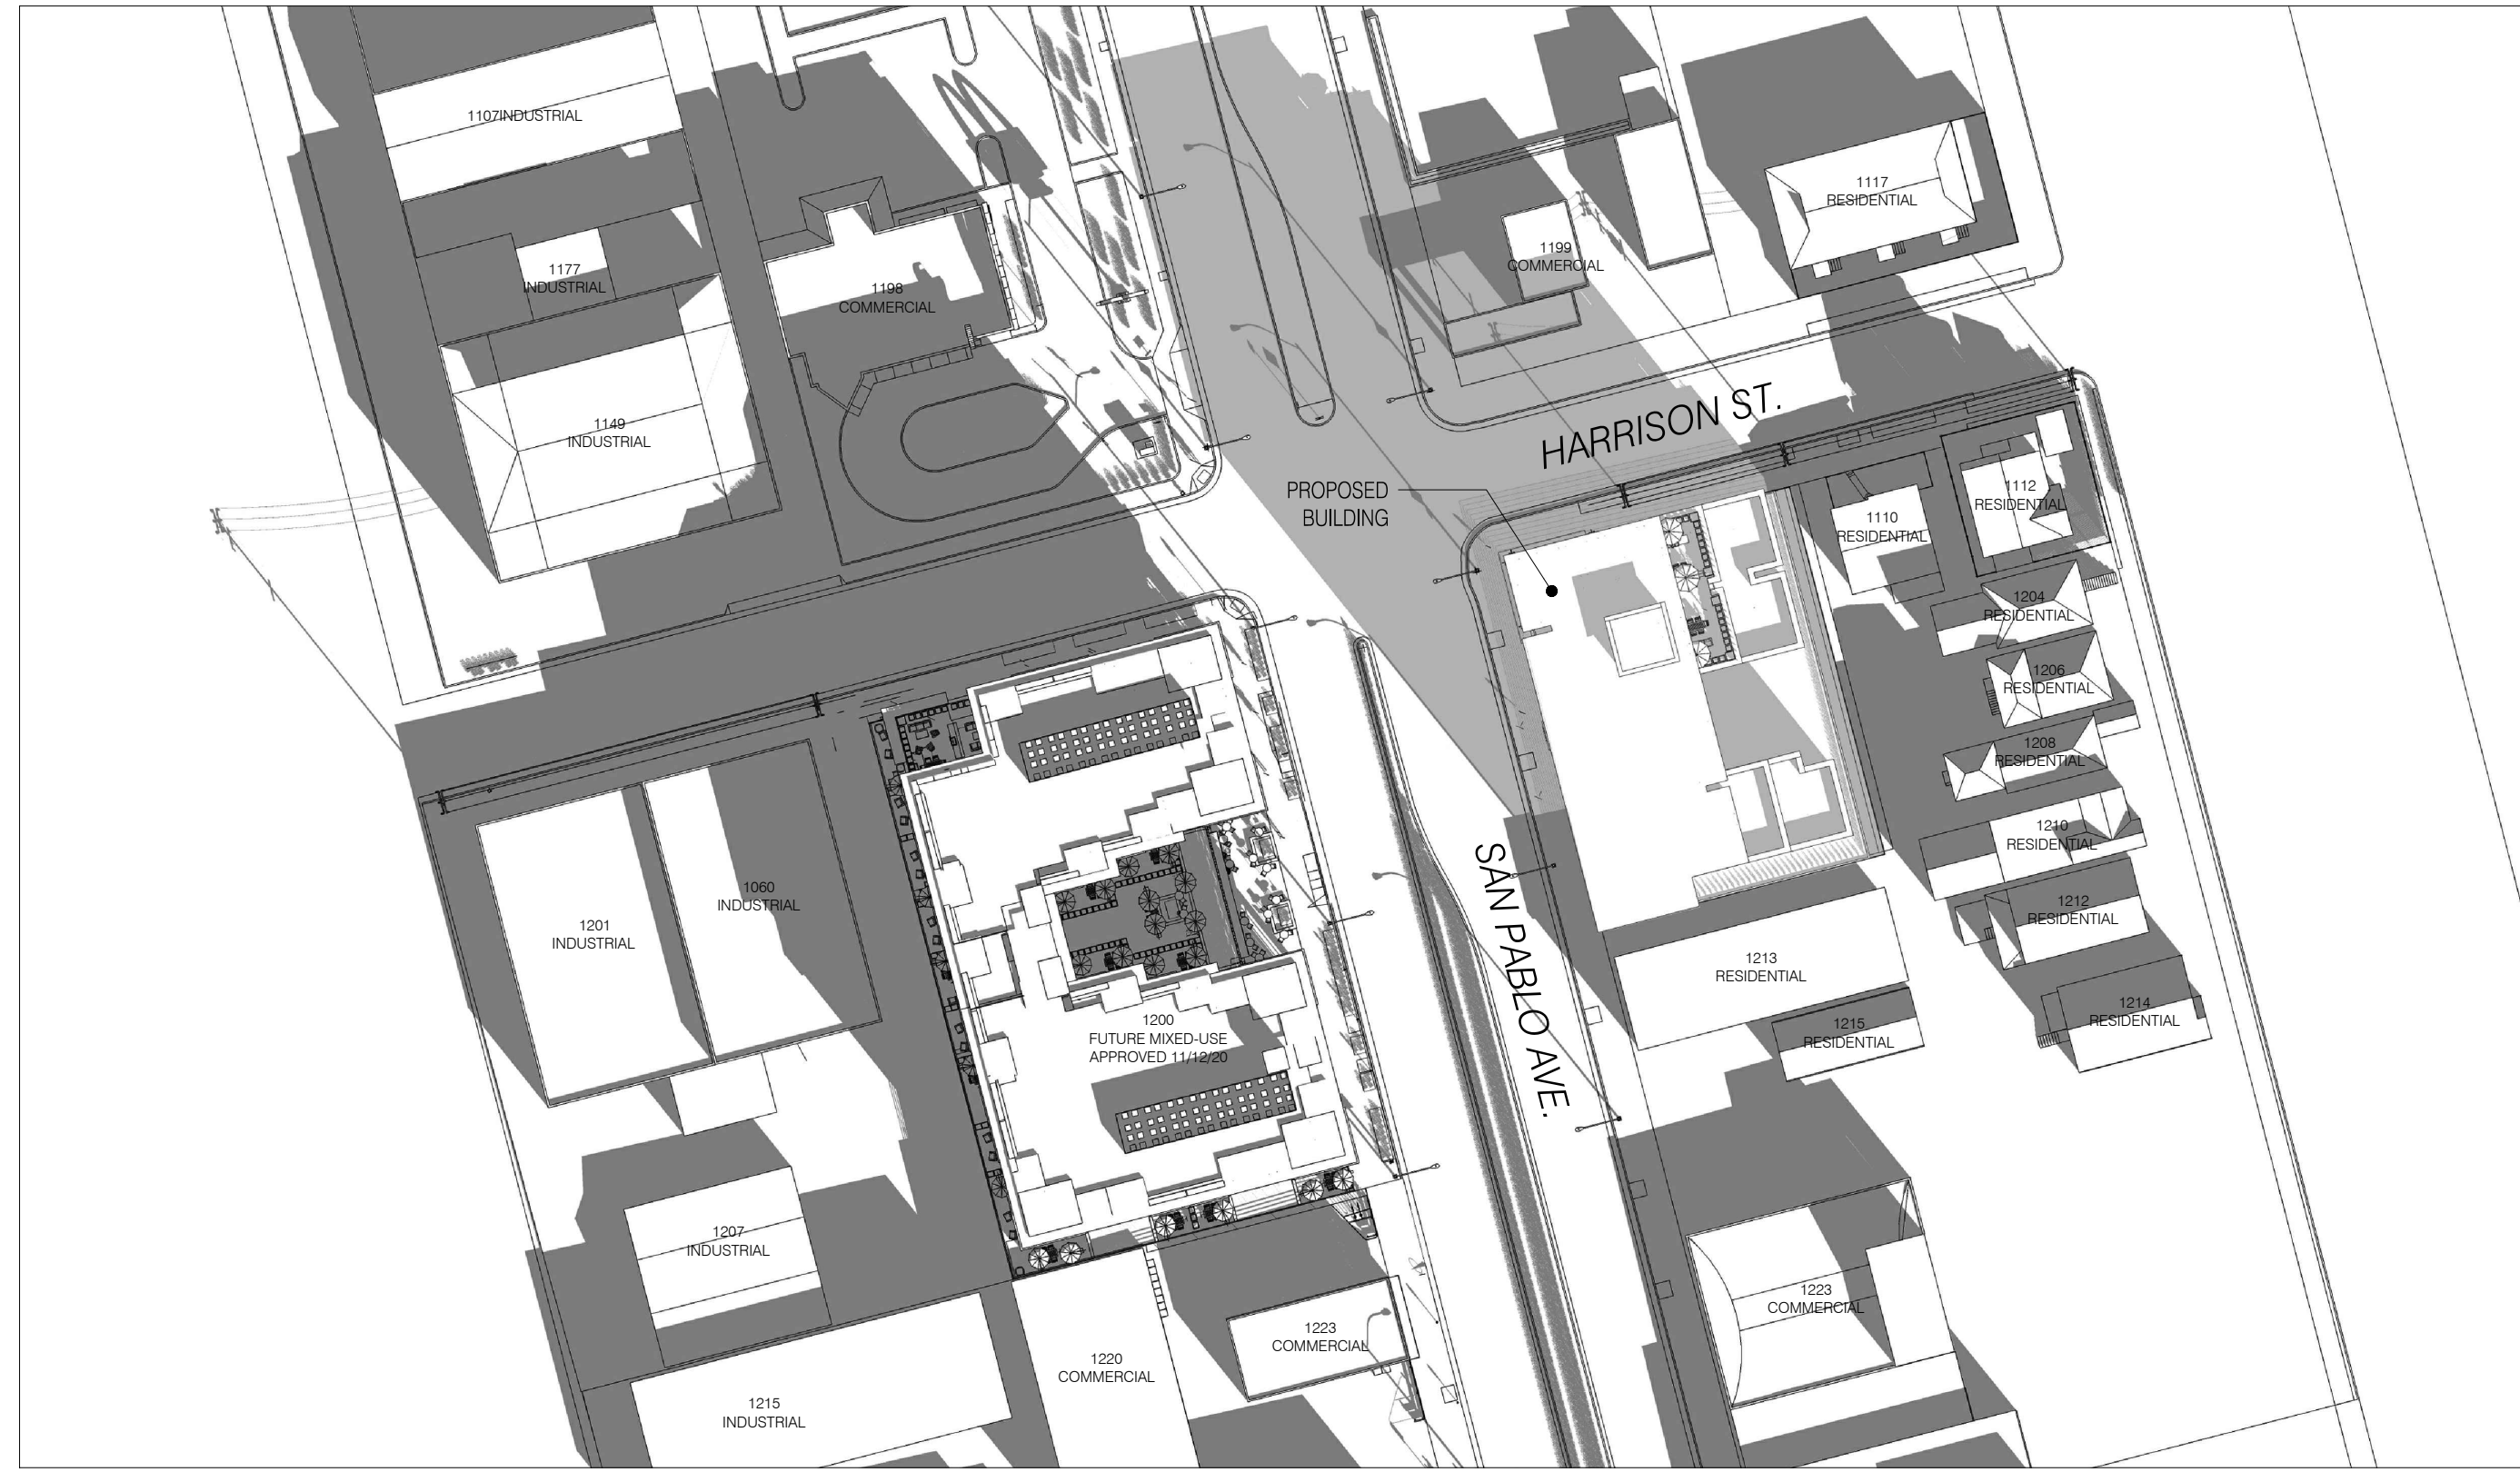 1107INDUSTRIAL
1117
RESIDENTIAL
1199
COMMERCIAL
1177
INDUSTRIAL
1198
COMMERCIAL
1149
INDUSTRIAL
HARRISON ST.
PROPOSED
BUILDING
1112
RESIDENTIAL
1110
RESIDENTIAL
1204
RESIDENTIAL
1206
RESIDENTIAL
1208
RESIDENTIAL
1210
RESIDENTIAL
1060
INDUSTRIAL
1201
INDUSTRIAL
SAN PABLO AVE.
1212
RESIDENTIAL
1213
RESIDENTIAL
1214
RESIDENTIAL
1215
RESIDENTIAL
1200
FUTURE MIXED-USE
APPROVED 11/12/20
1207
INDUSTRIAL
1223
COMMERCIAL
1223
COMMERCIAL
1220
COMMERCIAL
1215
INDUSTRIAL